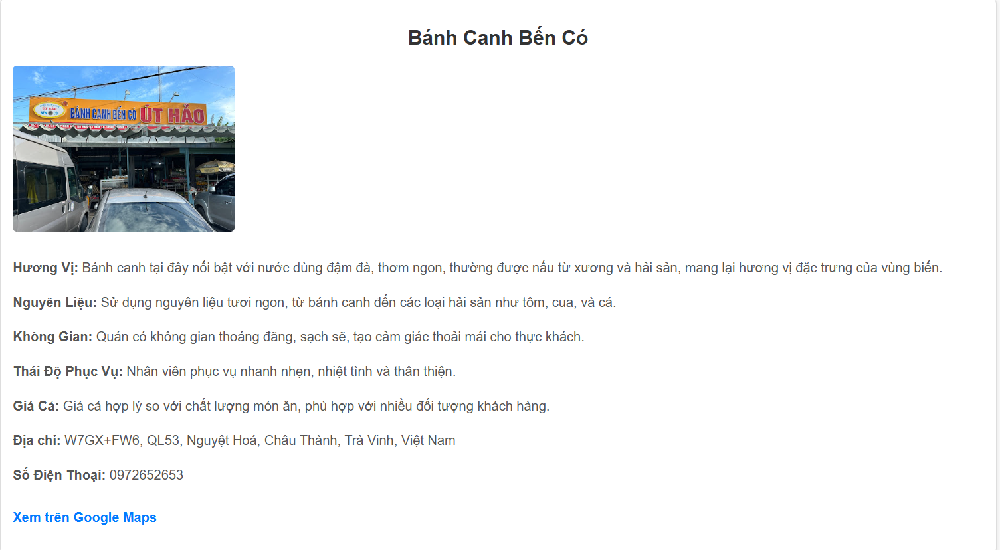 Bánh Canh Bến Có
ÚT HẢO
BẾN CÓ
BÁNH CANH BẾN CÓ ÚT HẢO
Hương Vị: Bánh canh tại đây nổi bật với nước dùng đậm đà, thơm ngon, thường được nấu từ xương và hải sản, mang lại hương vị đặc trưng của vùng biển.
Nguyên Liệu: Sử dụng nguyên liệu tươi ngon, từ bánh canh đến các loại hải sản như tôm, cua, và cá.
Không Gian: Quán có không gian thoáng đãng, sạch sẽ, tạo cảm giác thoải mái cho thực khách.
Thái Độ Phục Vụ: Nhân viên phục vụ nhanh nhẹn, nhiệt tình và thân thiện.
Giá Cả: Giá cả hợp lý so với chất lượng món ăn, phù hợp với nhiều đối tượng khách hàng.
Địa chỉ: W7GX+FW6, QL53, Nguyệt Hoá, Châu Thành, Trà Vinh, Việt Nam
Số Điện Thoại: 0972652653
Xem trên Google Maps